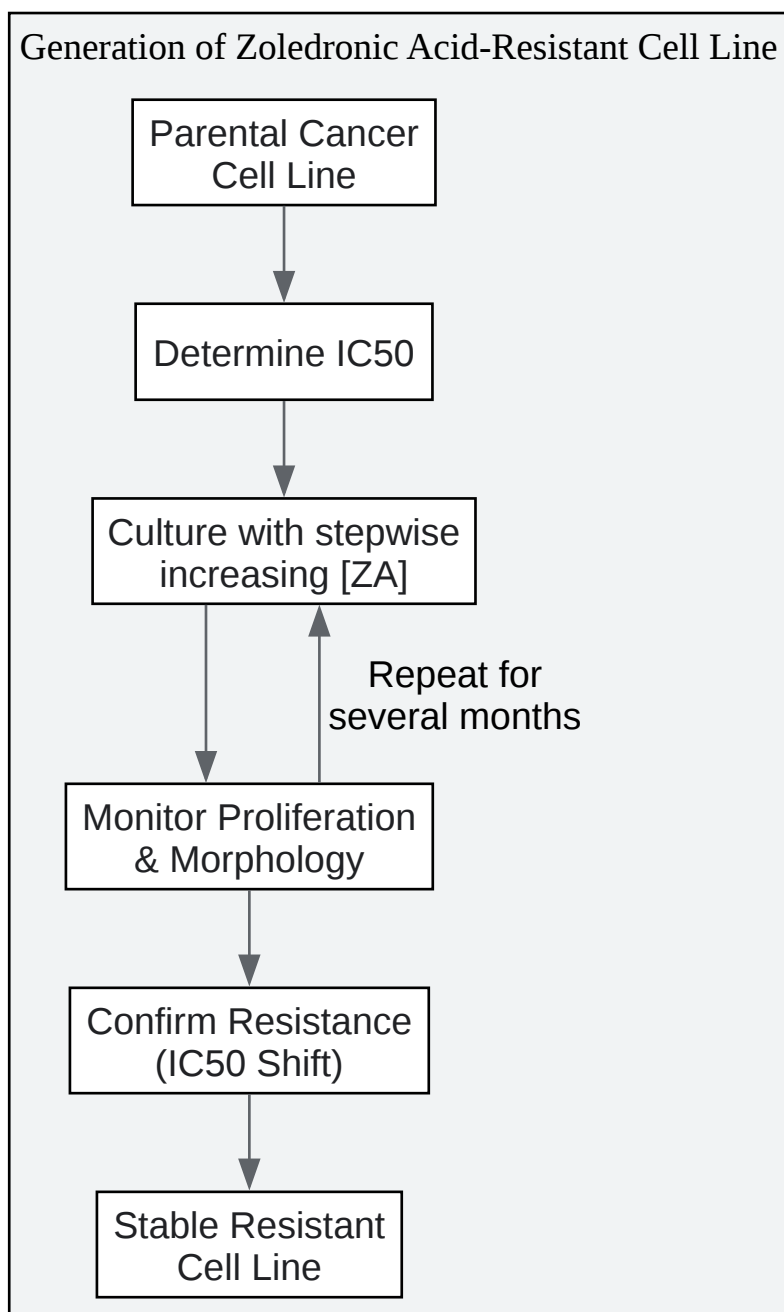 Generation of Zoledronic Acid-Resistant Cell Line
Parental Cancer
Cell Line
Determine IC50
Culture with stepwise
increasing [ZA]
Repeat for
several months
Monitor Proliferation
& Morphology
Confirm Resistance
(IC50 Shift)
Stable Resistant
Cell Line